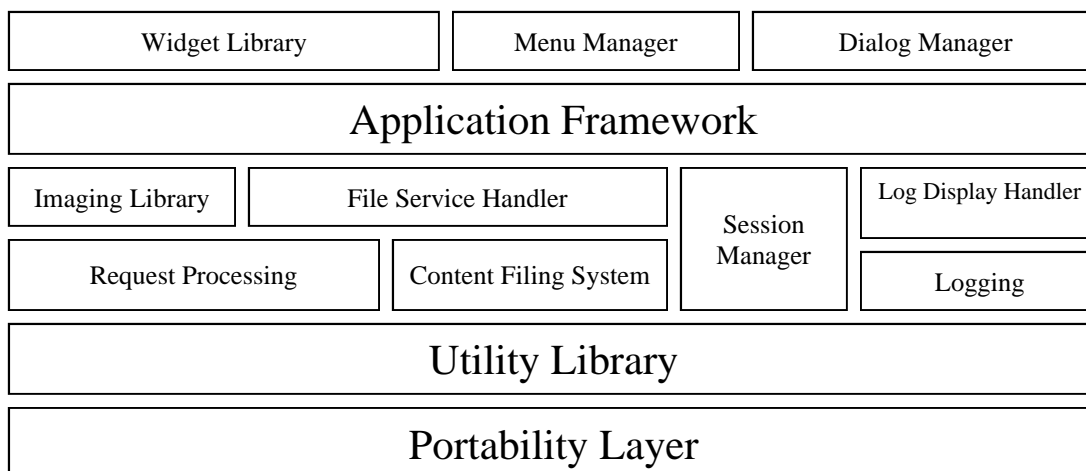 Widget Library
Menu Manager
Dialog Manager
Application Framework
Imaging Library
File Service Handler
Session
Manager
Log Display Handler
Request Processing
Content Filing System
Logging
Utility Library
Portability Layer